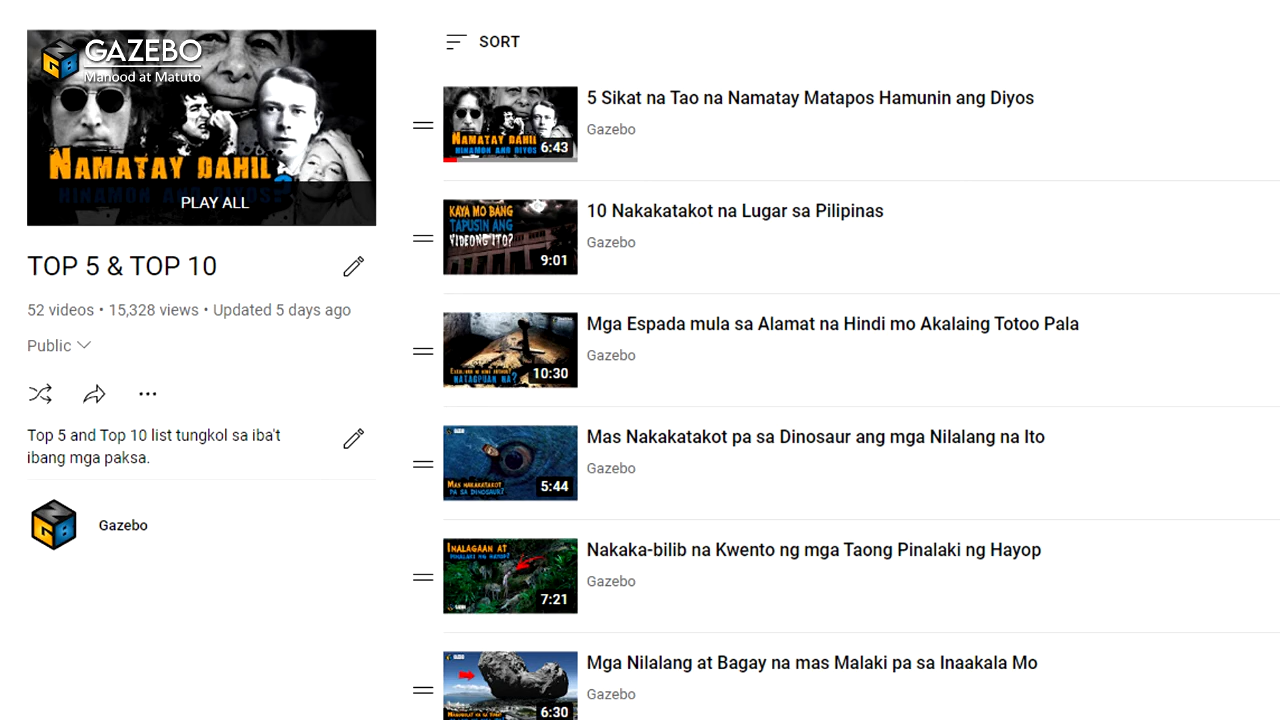 GAZEBO
Manood at Matuto
NAMATAY DAHIL
HINAMON ANG DIYOS?
PLAY ALL
TOP 5 & TOP 10
52 videos • 15,328 views • Updated 5 days ago
Public
Top 5 and Top 10 list tungkol sa iba't
ibang mga paksa.
Gazebo
SORT
NAMATAY DAHIL
HINAMON ANG DIYOS
6:43
5 Sikat na Tao na Namatay Matapos Hamunin ang Diyos
Gazebo
KAYA MO BANG
TAPUSIN ANG
VIDEONG ITO?
9:01
10 Nakakatakot na Lugar sa Pilipinas
Gazebo
NATAGPUAN NA?
10:30
Mga Espada mula sa Alamat na Hindi mo Akalaing Totoo Pala
Gazebo
MAS NAKAKATAKOT
PA SA DINOSAUR?
5:44
Mas Nakakatakot pa sa Dinosaur ang mga Nilalang na Ito
Gazebo
INALAGAAN AT
PINALAKI NG HAYOP?
7:21
Nakaka-bilib na Kwento ng mga Taong Pinalaki ng Hayop
Gazebo
6:30
Mga Nilalang at Bagay na mas Malaki pa sa Inaakala Mo
Gazebo